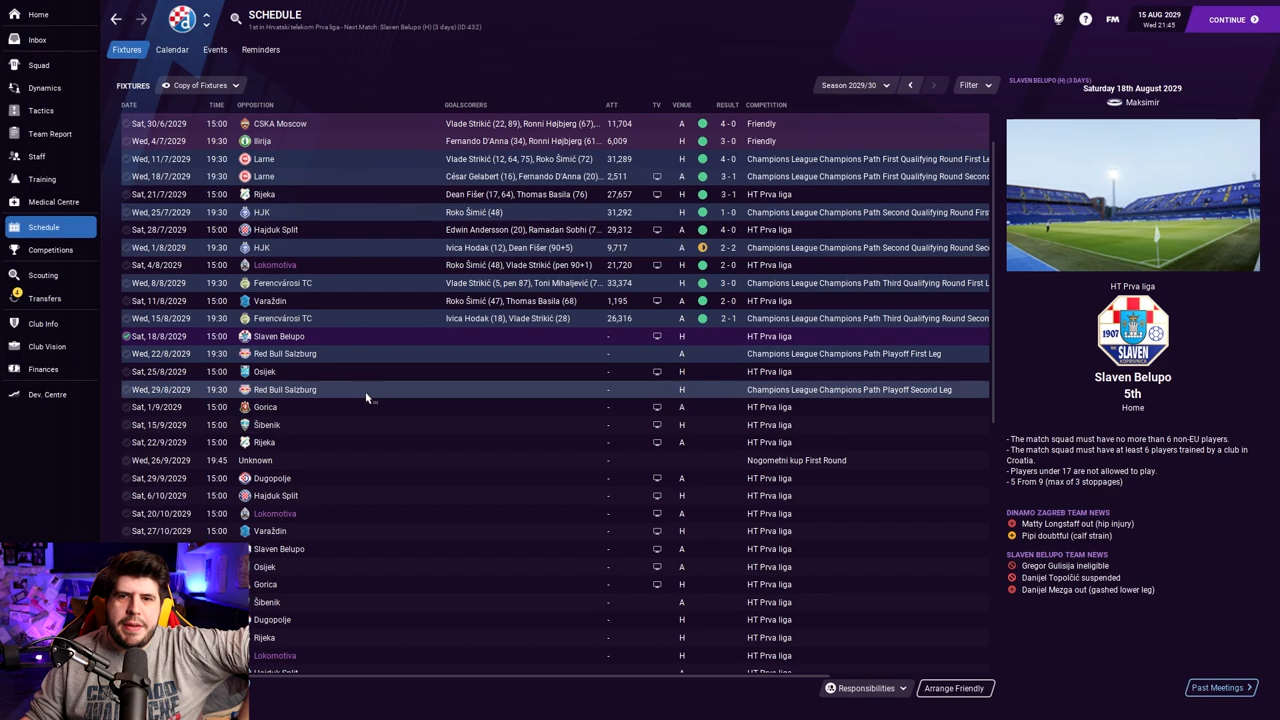 Home
Inbox
Squad
Dynamics
Tactics
Team Report
Staff
Training
Medical Centre
Schedule
Competitions
Scouting
4
Transfers
Club Info
Club Vision
Finances
Dev. Centre
SCHEDULE
1st in Hrvatski telekom Prva liga - Next Match: Slaven Belupo (H) (3 days) (ID:432)
FM
15 AUG 2029
Wed 21:45
CONTINUE
Fixtures Calendar Events Reminders
FIXTURES Copy of Fixtures Season 2029/30 Filter
DATE TIME OPPOSITION GOALSCORERS ATT TV VENUE RESULT COMPETITION
Sat, 30/6/2029 15:00 CSKA Moscow Vlade Strikić (22, 89), Ronni Højbjerg (67),... 11,704 A 4 - 0 Friendly
Wed, 4/7/2029 19:30 Ilirija Fernando D'Anna (34), Ronni Højbjerg (61... 6,009 H 3 - 0 Friendly
Wed, 11/7/2029 19:30 Larne Vlade Strikić (12, 64, 75), Roko Šimić (72) 31,289 H 4 - 0 Champions League Champions Path First Qualifying Round First Le
Wed, 18/7/2029 19:30 Larne César Gelabert (16), Fernando D'Anna (20)... 2,511 A 3 - 1 Champions League Champions Path First Qualifying Round Second
Sat, 21/7/2029 15:00 Rijeka Dean Fišer (17, 64), Thomas Basila (76) 27,657 H 3 - 1 HT Prva liga
Wed, 25/7/2029 19:30 HJK Roko Šimić (48) 31,292 H 1 - 0 Champions League Champions Path Second Qualifying Round Firs
Sat, 28/7/2029 15:00 Hajduk Split Edwin Andersson (20), Ramadan Sobhi (7... 29,312 A 4 - 0 HT Prva liga
Wed, 1/8/2029 19:30 HJK Ivica Hodak (12), Dean Fišer (90+5) 9,717 A 2 - 2 Champions League Champions Path Second Qualifying Round Seco
Sat, 4/8/2029 15:00 Lokomotiva Roko Šimić (48), Vlade Strikić (pen 90+1) 21,720 H 2 - 0 HT Prva liga
Wed, 8/8/2029 19:30 Ferencvárosi TC Vlade Strikić (5, pen 87), Toni Mihaljević (7... 33,374 H 3 - 0 Champions League Champions Path Third Qualifying Round First L
Sat, 11/8/2029 15:00 Varaždin Roko Šimić (47), Thomas Basila (68) 1,195 A 2 - 0 HT Prva liga
Wed, 15/8/2029 19:30 Ferencvárosi TC Ivica Hodak (18), Vlade Strikić (28) 26,316 A 2 - 1 Champions League Champions Path Third Qualifying Round Secon
Sat, 18/8/2029 15:00 Slaven Belupo - H HT Prva liga
Wed, 22/8/2029 19:30 Red Bull Salzburg - A Champions League Champions Path Playoff First Leg
Sat, 25/8/2029 15:00 Osijek - H HT Prva liga
Wed, 29/8/2029 19:30 Red Bull Salzburg - H Champions League Champions Path Playoff Second Leg
Sat, 1/9/2029 15:00 Gorica - A HT Prva liga
Sat, 15/9/2029 15:00 Šibenik - H HT Prva liga
Sat, 22/9/2029 15:00 Rijeka - A HT Prva liga
Wed, 26/9/2029 19:45 Unknown - Nogometni kup First Round
Sat, 29/9/2029 15:00 Dugopolje - A HT Prva liga
Sat, 6/10/2029 15:00 Hajduk Split - H HT Prva liga
Sat, 20/10/2029 15:00 Lokomotiva - A HT Prva liga
Sat, 27/10/2029 15:00 Varaždin - H HT Prva liga
Slaven Belupo - A HT Prva liga
Osijek - A HT Prva liga
Gorica - H HT Prva liga
Šibenik - A HT Prva liga
Dugopolje - H HT Prva liga
Rijeka - H HT Prva liga
Lokomotiva - H HT Prva liga
Hajduk Split - A HT Prva liga
Responsibilities Arrange Friendly
SLAVEN BELUPO (H) (3 DAYS)
Saturday 18th August 2029
Maksimir
HT Prva liga
1907
SLAVEN
KOPRIVNICA
Slaven Belupo
5th
Home
- The match squad must have no more than 6 non-EU players.
- The match squad must have at least 6 players trained by a club in
Croatia.
- Players under 17 are not allowed to play.
- 5 From 9 (max of 3 stoppages)
DINAMO ZAGREB TEAM NEWS
Matty Longstaff out (hip injury)
Pipi doubtful (calf strain)
SLAVEN BELUPO TEAM NEWS
Gregor Gulisija ineligible
Danijel Topolčić suspended
Danijel Mezga out (gashed lower leg)
Past Meetings